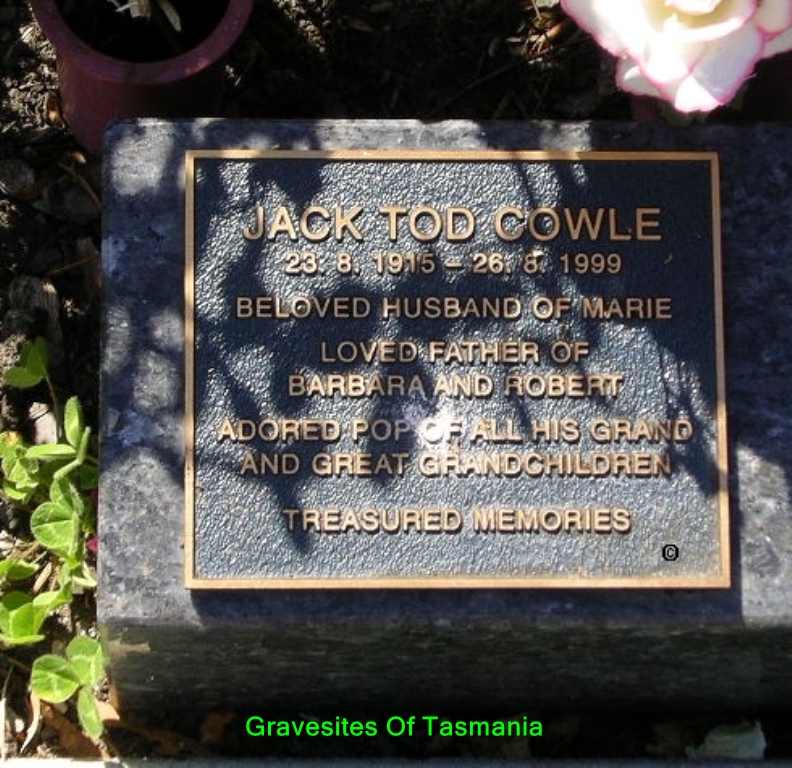 JACK TOD COWLE
23. 8. 1915 – 26. 8. 1999
BELOVED HUSBAND OF MARIE
LOVED FATHER OF
BARBARA AND ROBERT
ADORED POP OF ALL HIS GRAND
AND GREAT GRANDCHILDREN
TREASURED MEMORIES
©
Gravesites Of Tasmania